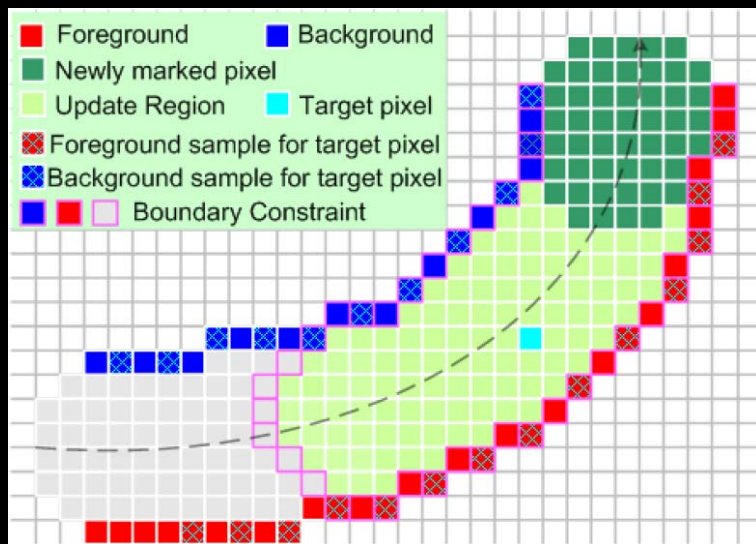 Foreground Background
Newly marked pixel
Update Region Target pixel
Foreground sample for target pixel
Background sample for target pixel
Boundary Constraint